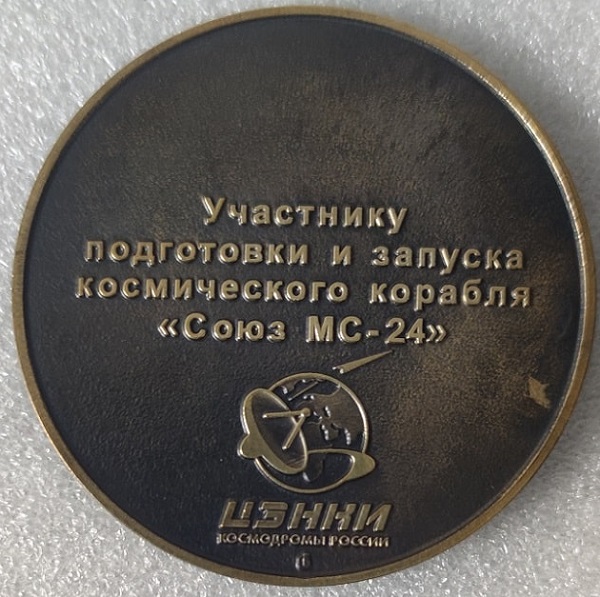 Участнику
подготовки и запуска
космического корабля
«Союз МС-24»
ЦЭНКИ
КОСМОДРОМЫ РОССИИ